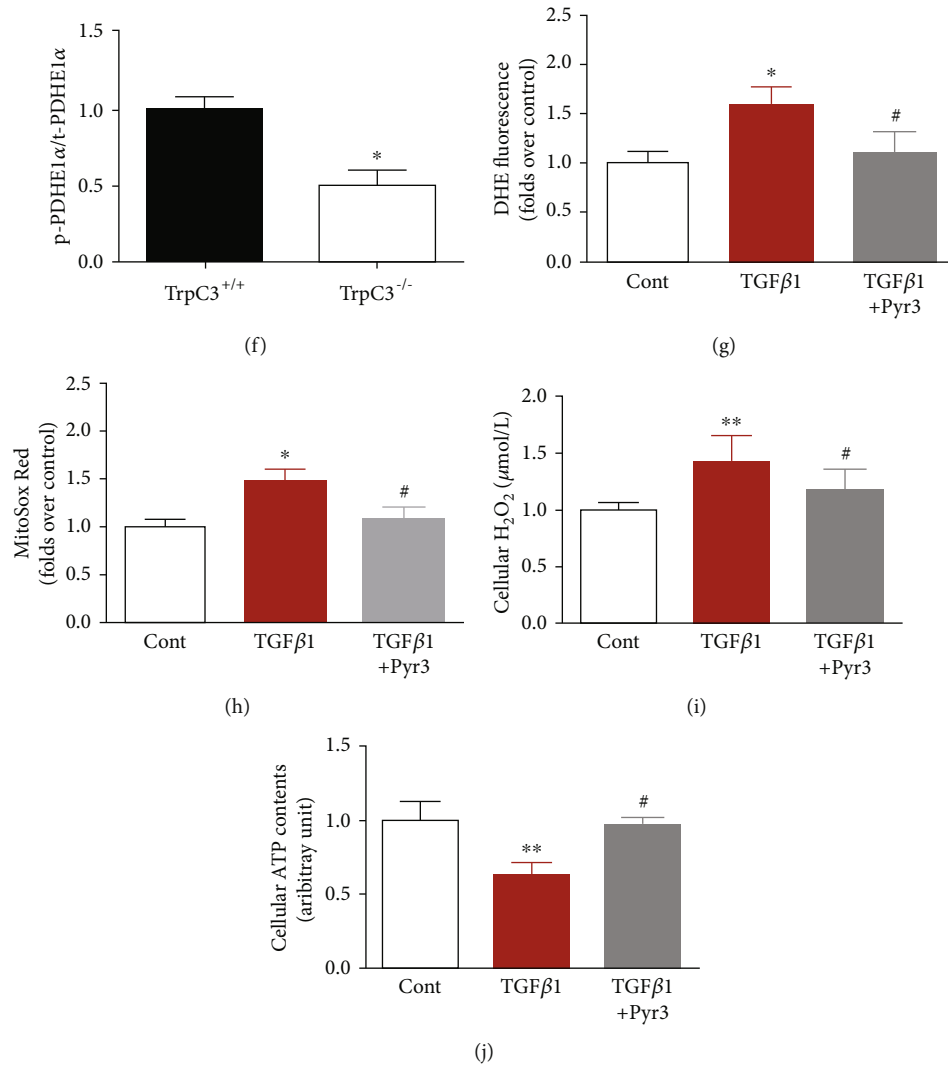 p-PDHE1α/t-PDHE1α
1.5
1.0
0.5
0.0
*
TrpC3+/+
TrpC3-/-
(f)
DHE fluorescence
(folds over control)
2.5
2.0
1.5
1.0
0.5
0.0
*
#
Cont
TGFβ1
TGFβ1
+Pyr3
(g)
MitoSox Red
(folds over control)
2.5
2.0
1.5
1.0
0.5
0.0
*
#
Cont
TGFβ1
TGFβ1
+Pyr3
(h)
Cellular H2O2 (μmol/L)
2.0
1.5
1.0
0.5
0.0
**
#
Cont
TGFβ1
TGFβ1
+Pyr3
(i)
Cellular ATP contents
(aribitray unit)
1.5
1.0
0.5
0.0
**
#
Cont
TGFβ1
TGFβ1
+Pyr3
(j)